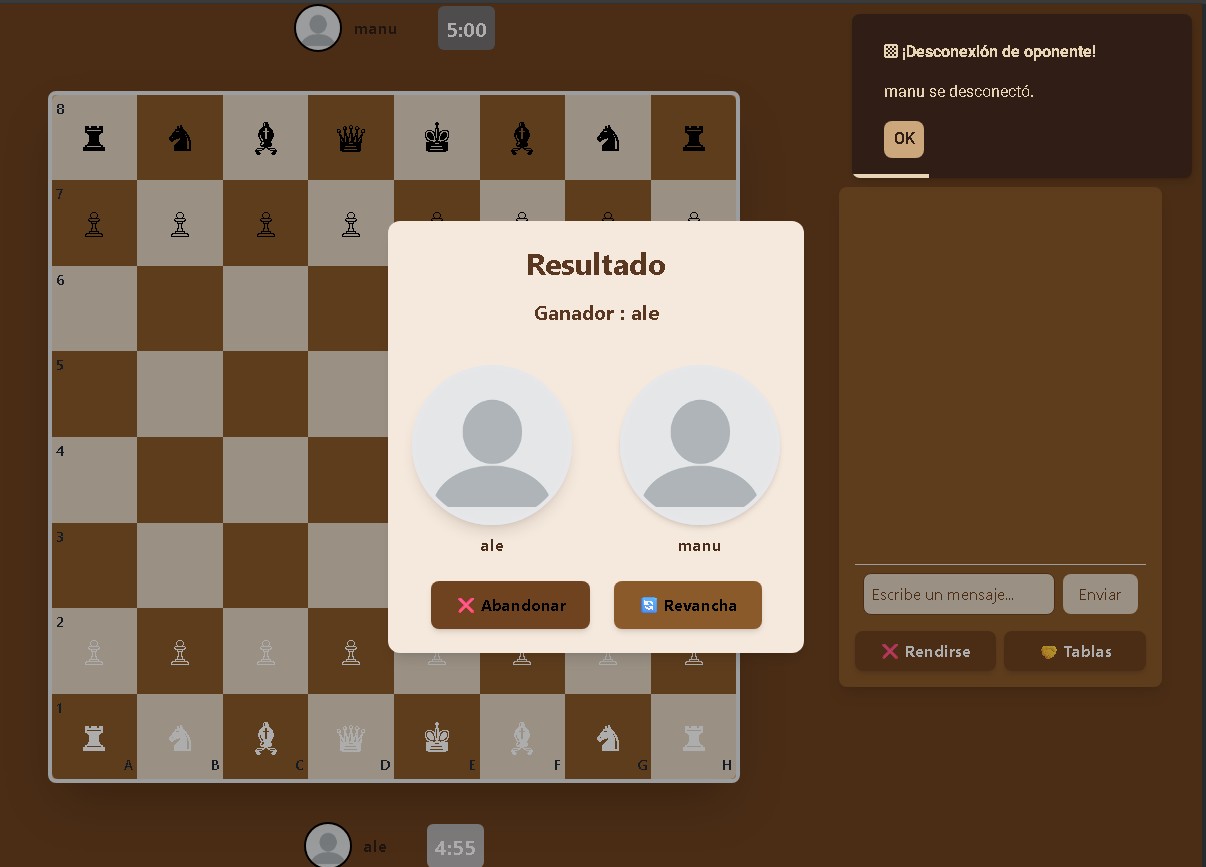 manu
5:00
¡Desconexión de oponente!
manu se desconectó.
OK
8
7
6
5
4
3
2
1
A B C D E F G H
Resultado
Ganador : ale
ale manu
❌ Abandonar 🔄 Revancha
Escribe un mensaje... Enviar
❌ Rendirse 🤝 Tablas
ale
4:55